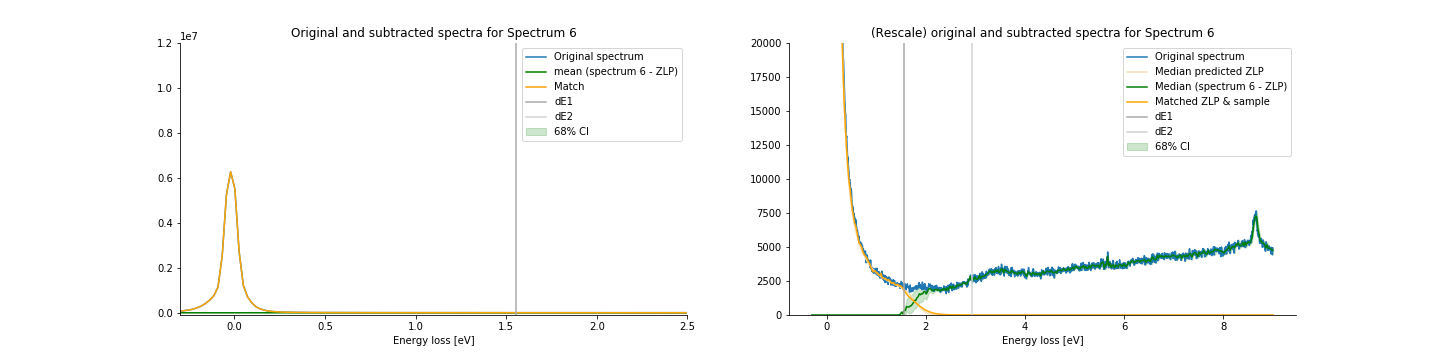 Original and subtracted spectra for Spectrum 6
1e7
1.2
1.0
0.8
0.6
0.4
0.2
0.0
0.0
0.5
1.0
1.5
2.0
2.5
Energy loss [eV]
Original spectrum
mean (spectrum 6 - ZLP)
Match
dE1
dE2
68% CI
(Rescale) original and subtracted spectra for Spectrum 6
20000
17500
15000
12500
10000
7500
5000
2500
0
0
2
4
6
8
Energy loss [eV]
Original spectrum
Median predicted ZLP
Median (spectrum 6 - ZLP)
Matched ZLP & sample
dE1
dE2
68% CI